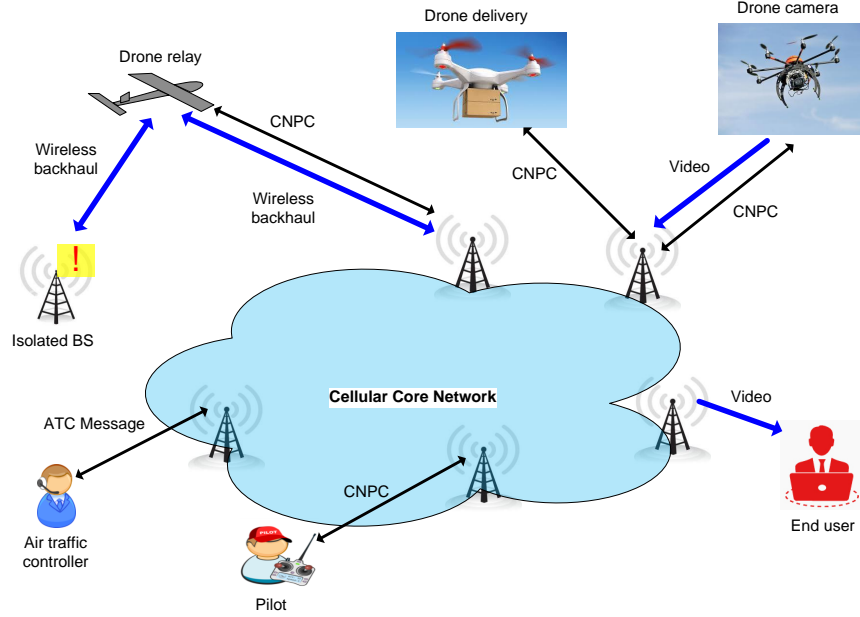 Drone delivery
Drone camera
Drone relay
CNPC
Wireless
backhaul
Wireless
backhaul
CNPC
Video
CNPC
!
Isolated BS
Cellular Core Network
Video
ATC Message
CNPC
End user
Air traffic
controller
PILOT
Pilot